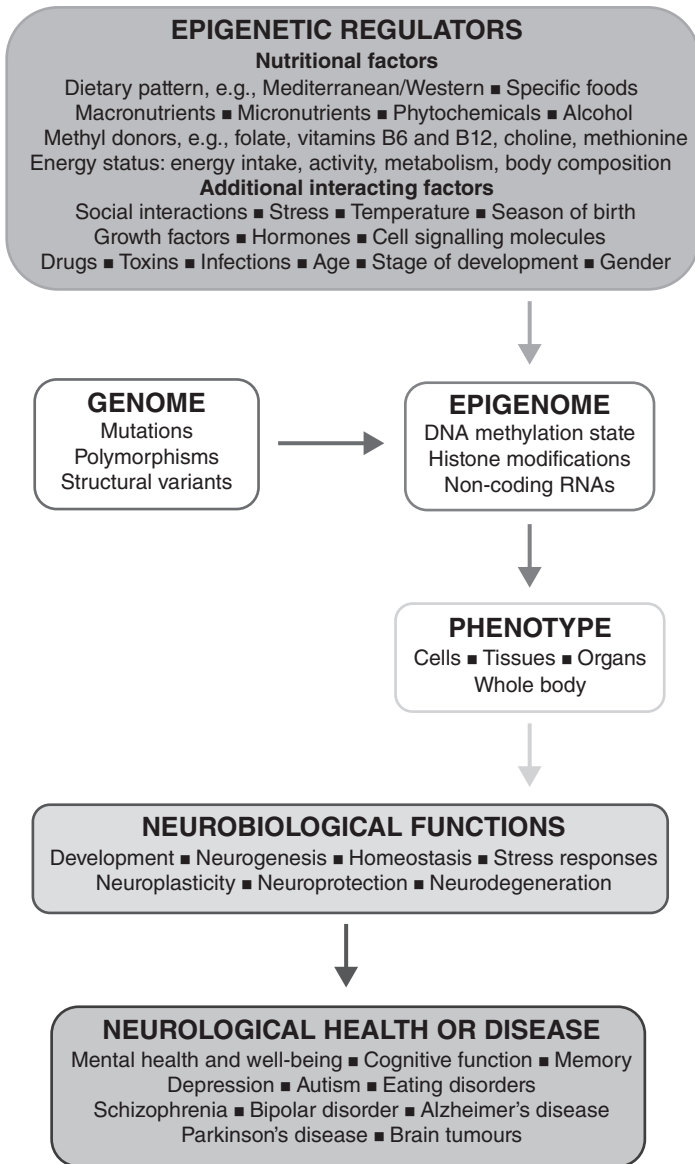 EPIGENETIC REGULATORS
Nutritional factors
Dietary pattern, e.g., Mediterranean/Western ■ Specific foods
Macronutrients ■ Micronutrients ■ Phytochemicals ■ Alcohol
Methyl donors, e.g., folate, vitamins B6 and B12, choline, methionine
Energy status: energy intake, activity, metabolism, body composition
Additional interacting factors
Social interactions ■ Stress ■ Temperature ■ Season of birth
Growth factors ■ Hormones ■ Cell signalling molecules
Drugs ■ Toxins ■ Infections ■ Age ■ Stage of development ■ Gender
GENOME
Mutations
Polymorphisms
Structural variants
EPIGENOME
DNA methylation state
Histone modifications
Non-coding RNAs
PHENOTYPE
Cells ■ Tissues ■ Organs
Whole body
NEUROBIOLOGICAL FUNCTIONS
Development ■ Neurogenesis ■ Homeostasis ■ Stress responses
Neuroplasticity ■ Neuroprotection ■ Neurodegeneration
NEUROLOGICAL HEALTH OR DISEASE
Mental health and well-being ■ Cognitive function ■ Memory
Depression ■ Autism ■ Eating disorders
Schizophrenia ■ Bipolar disorder ■ Alzheimer's disease
Parkinson's disease ■ Brain tumours